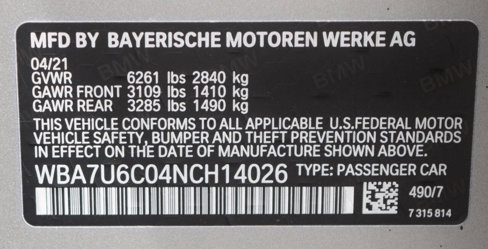 MFD BY BAYERISCHE MOTOREN WERKE AG
04/21
GVWR 6261 lbs 2840 kg
GAWR FRONT 3109 lbs 1410 kg
GAWR REAR 3285 lbs 1490 kg
THIS VEHICLE CONFORMS TO ALL APPLICABLE U.S.FEDERAL MOTOR
VEHICLE SAFETY, BUMPER AND THEFT PREVENTION STANDARDS
IN EFFECT ON THE DATE OF MANUFACTURE SHOWN ABOVE.
WBA7U6C04NCH14026 TYPE: PASSENGER CAR
490/7
7 315 814